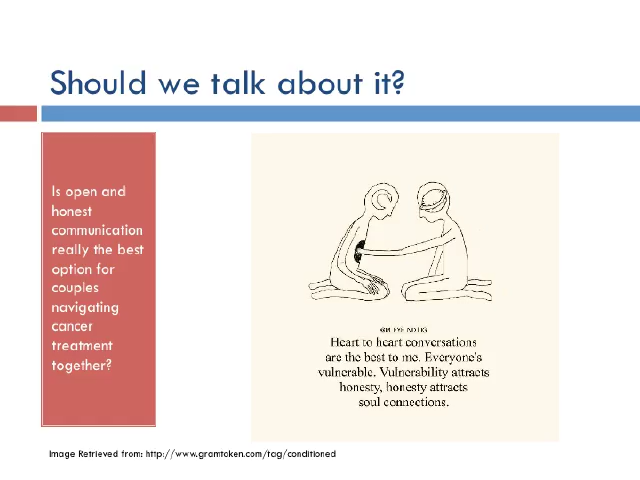 Should we talk about it?
Is open and
honest
communication
really the best
option for
couples
navigating
cancer
treatment
together?
Heart to heart conversations
are the best to me. Everyone's
vulnerable. Vulnerability attracts
honesty, honesty attracts
soul connections.
Image Retrieved from: http://www.gramtoken.com/tag/conditioned